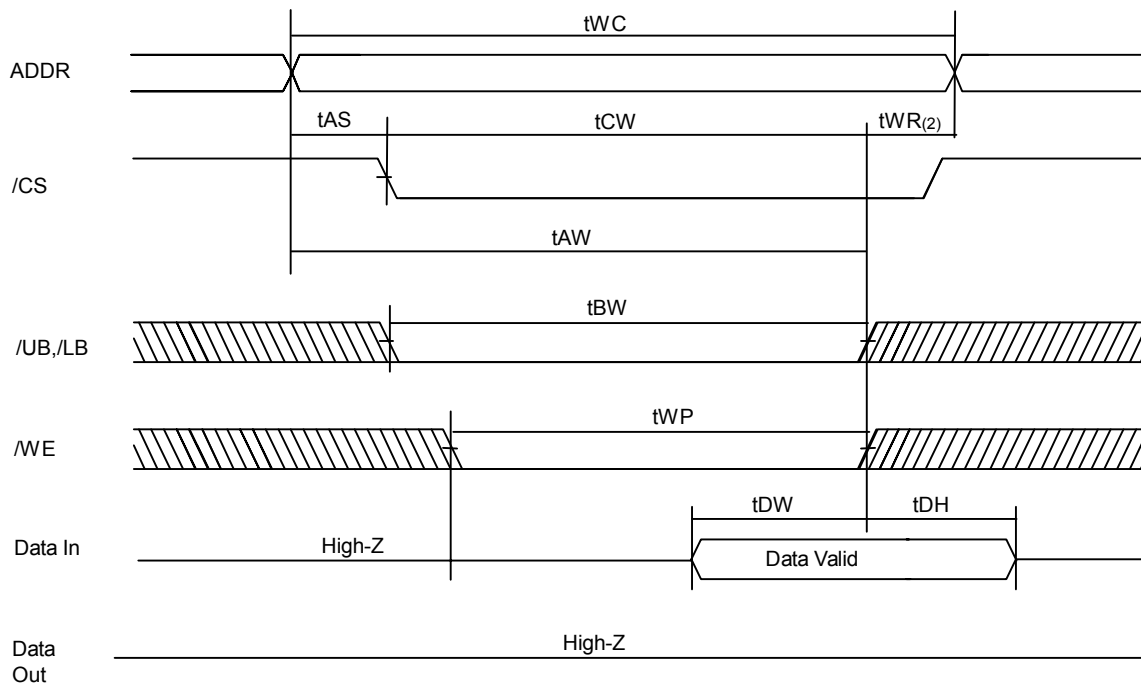 tWC
ADDR
tAS
tCW
tWR(2)
/CS
tAW
tBW
/UB,/LB
tWP
/WE
tDW
tDH
Data In
High-Z
Data Valid
High-Z
Data
Out